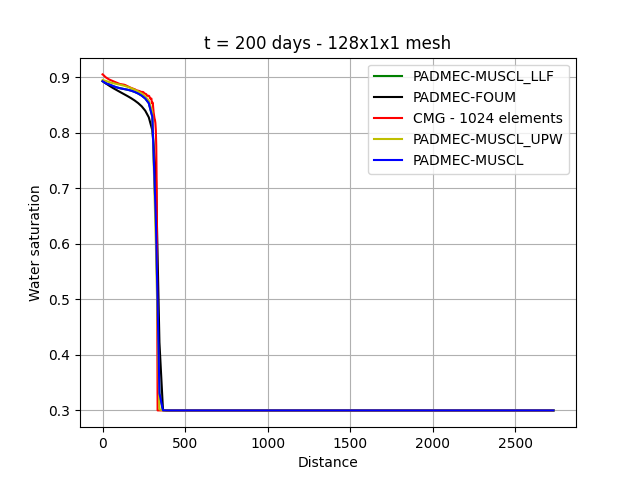 t = 200 days - 128x1x1 mesh
PADMEC-MUSCL_LLF
PADMEC-FOUM
CMG - 1024 elements
PADMEC-MUSCL_UPW
PADMEC-MUSCL
Water saturation
0.9
0.8
0.7
0.6
0.5
0.4
0.3
0
500
1000
1500
2000
2500
Distance